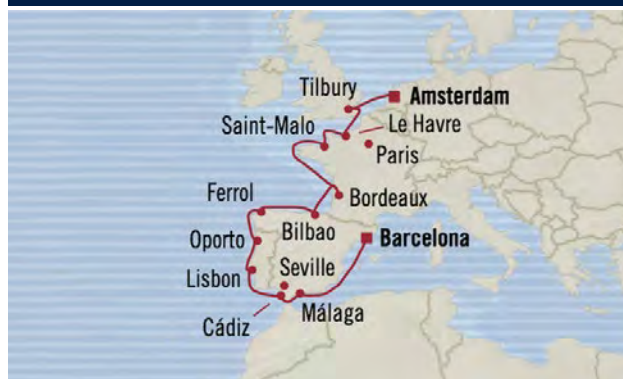 Tilbury
Amsterdam
Saint-Malo
Le Havre
Paris
Ferrol
Bordeaux
Oporto
Bilbao
Barcelona
Lisbon
Seville
Cádiz
Málaga